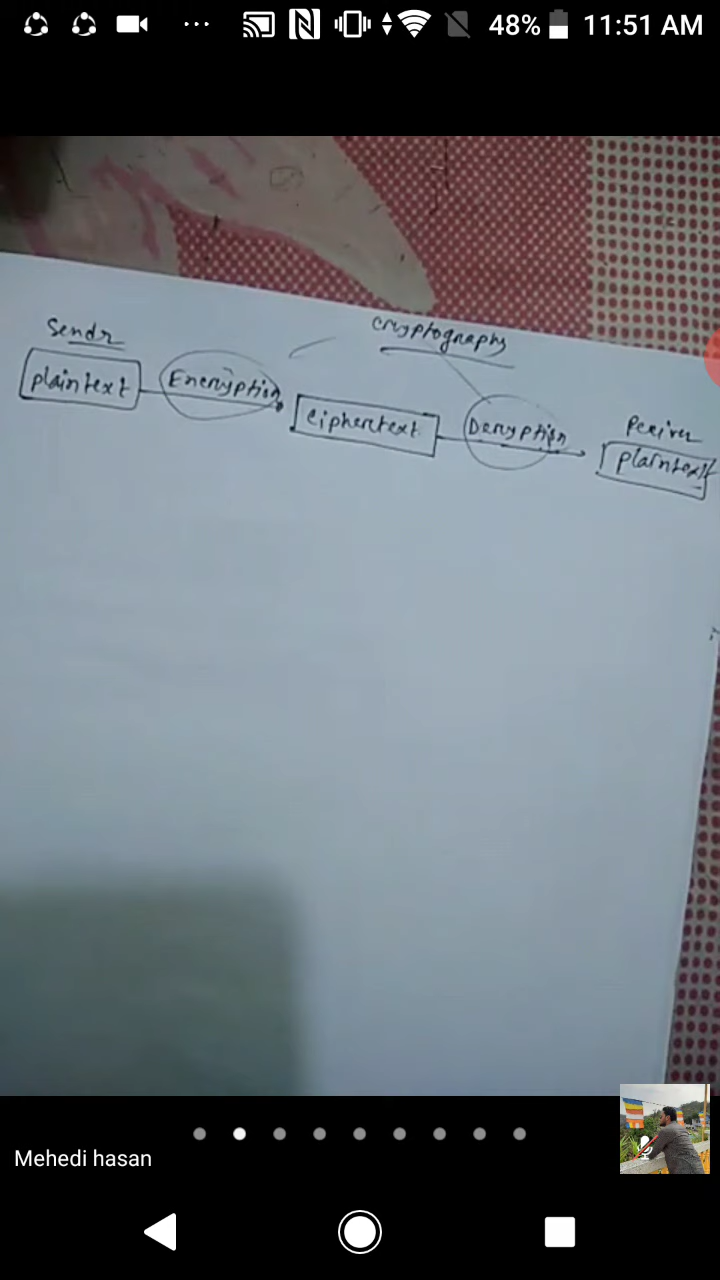 48% 11:51 AM
Cryptography
Sendr
plaintext Encryption ciphertext Decryption plaintext
Mehedi hasan